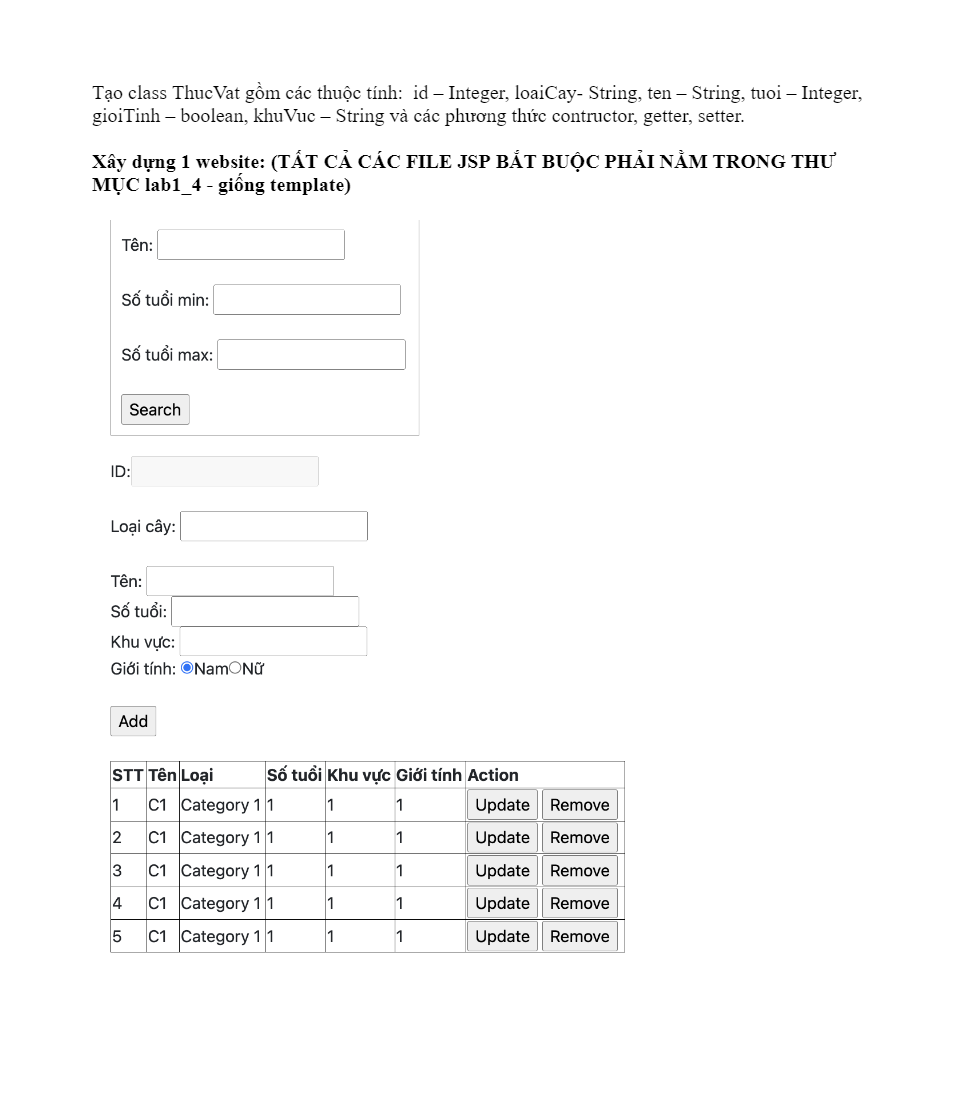 Tạo class ThucVat gồm các thuộc tính:  id – Integer, loaiCay- String, ten – String, tuoi – Integer,
gioiTinh – boolean, khuVuc – String và các phương thức contructor, getter, setter.
Xây dựng 1 website: (TẤT CẢ CÁC FILE JSP BẮT BUỘC PHẢI NẰM TRONG THƯ
MỤC lab1_4 - giống template)
Tên:
Số tuổi min:
Số tuổi max:
Search
ID:
Loại cây:
Tên:
Số tuổi:
Khu vực:
Giới tính: Nam Nữ
Add
STT Tên Loại Số tuổi Khu vực Giới tính Action
1 C1 Category 1 1 1 1 Update Remove
2 C1 Category 1 1 1 1 Update Remove
3 C1 Category 1 1 1 1 Update Remove
4 C1 Category 1 1 1 1 Update Remove
5 C1 Category 1 1 1 1 Update Remove